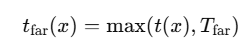 t_far(x) = max(t(x), T_far)